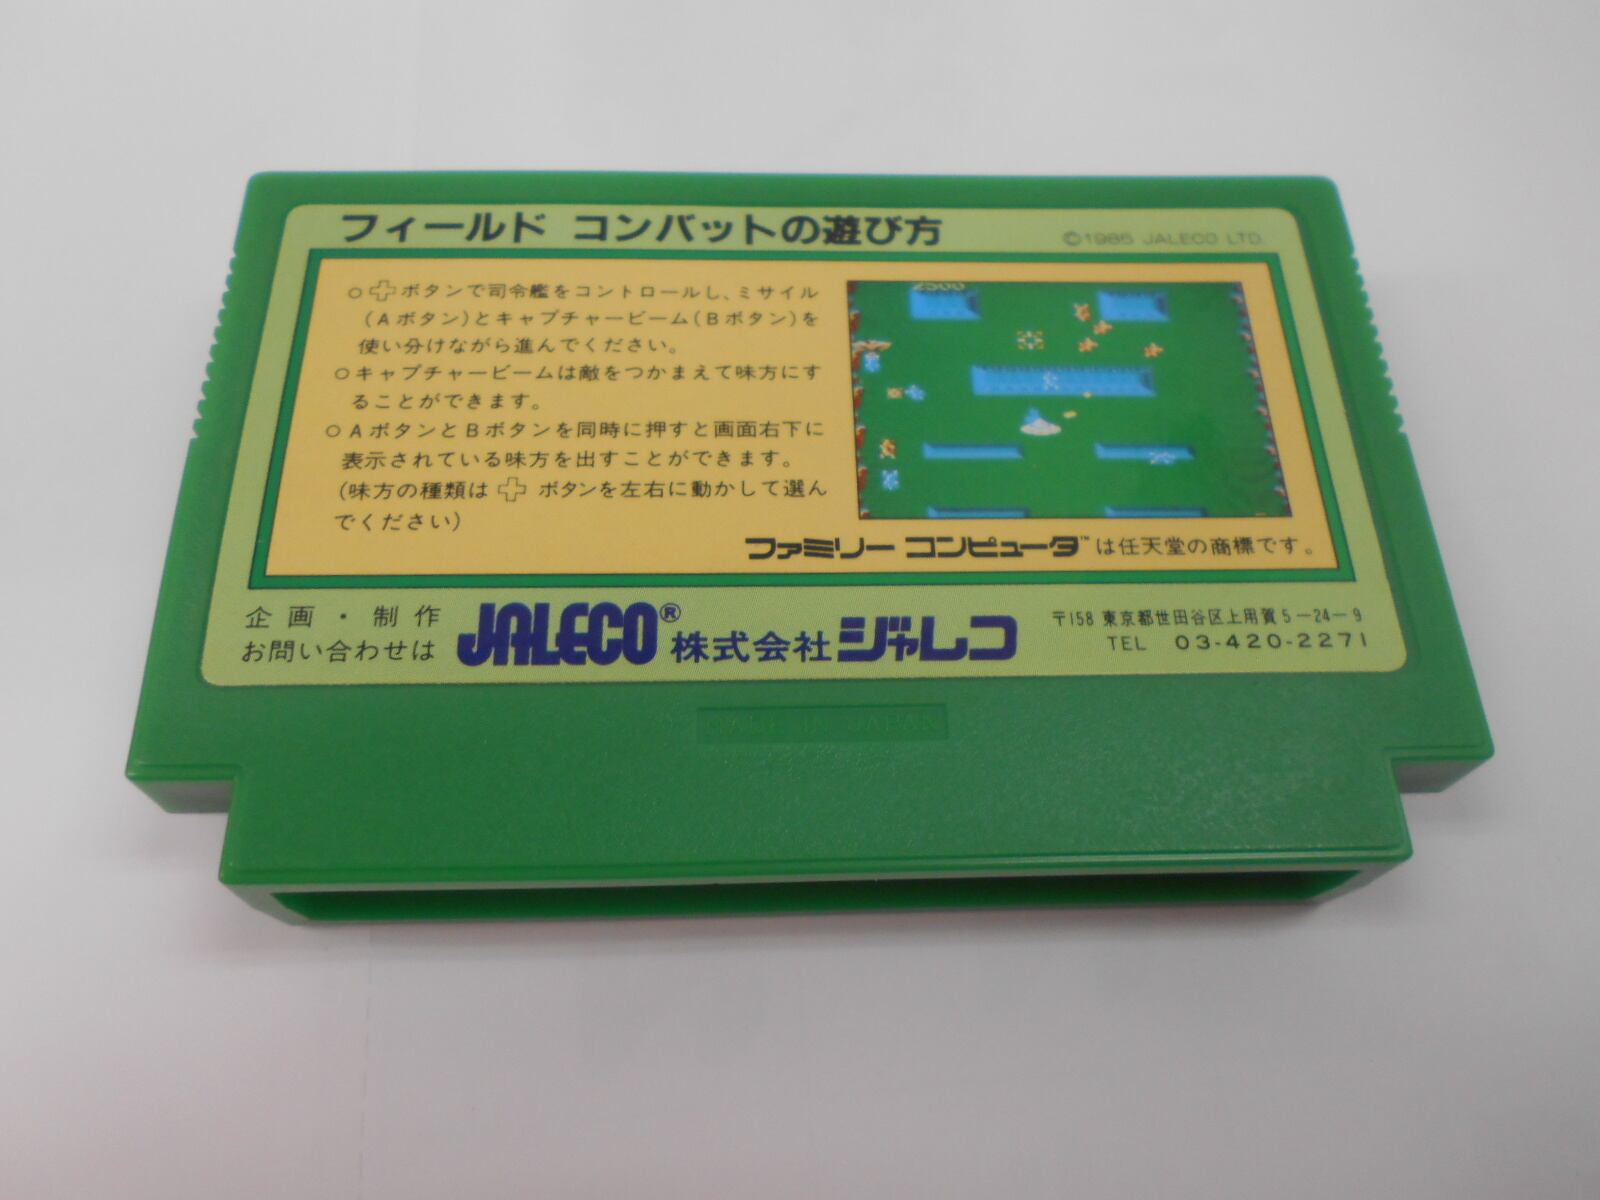 フィールド コンバットの遊び方
©1985 JALECO LTD.
○✚ボタンで司令艦をコントロールし、ミサイル
(Aボタン)とキャプチャービーム(Bボタン)を
使い分けながら進んでください。
○キャプチャービームは敵をつかまえて味方にす
ることができます。
○AボタンとBボタンを同時に押すと画面右下に
表示されている味方を出すことができます。
(味方の種類は ✚ ボタンを左右に動かして選ん
でください)
2500
ファミリー コンピュータ™は任天堂の商標です。
企画・制作
お問い合わせは
JALECO® 株式会社ジャレコ
〒158 東京都世田谷区上用賀5-24-9
TEL 03-420-2271
MADE IN JAPAN